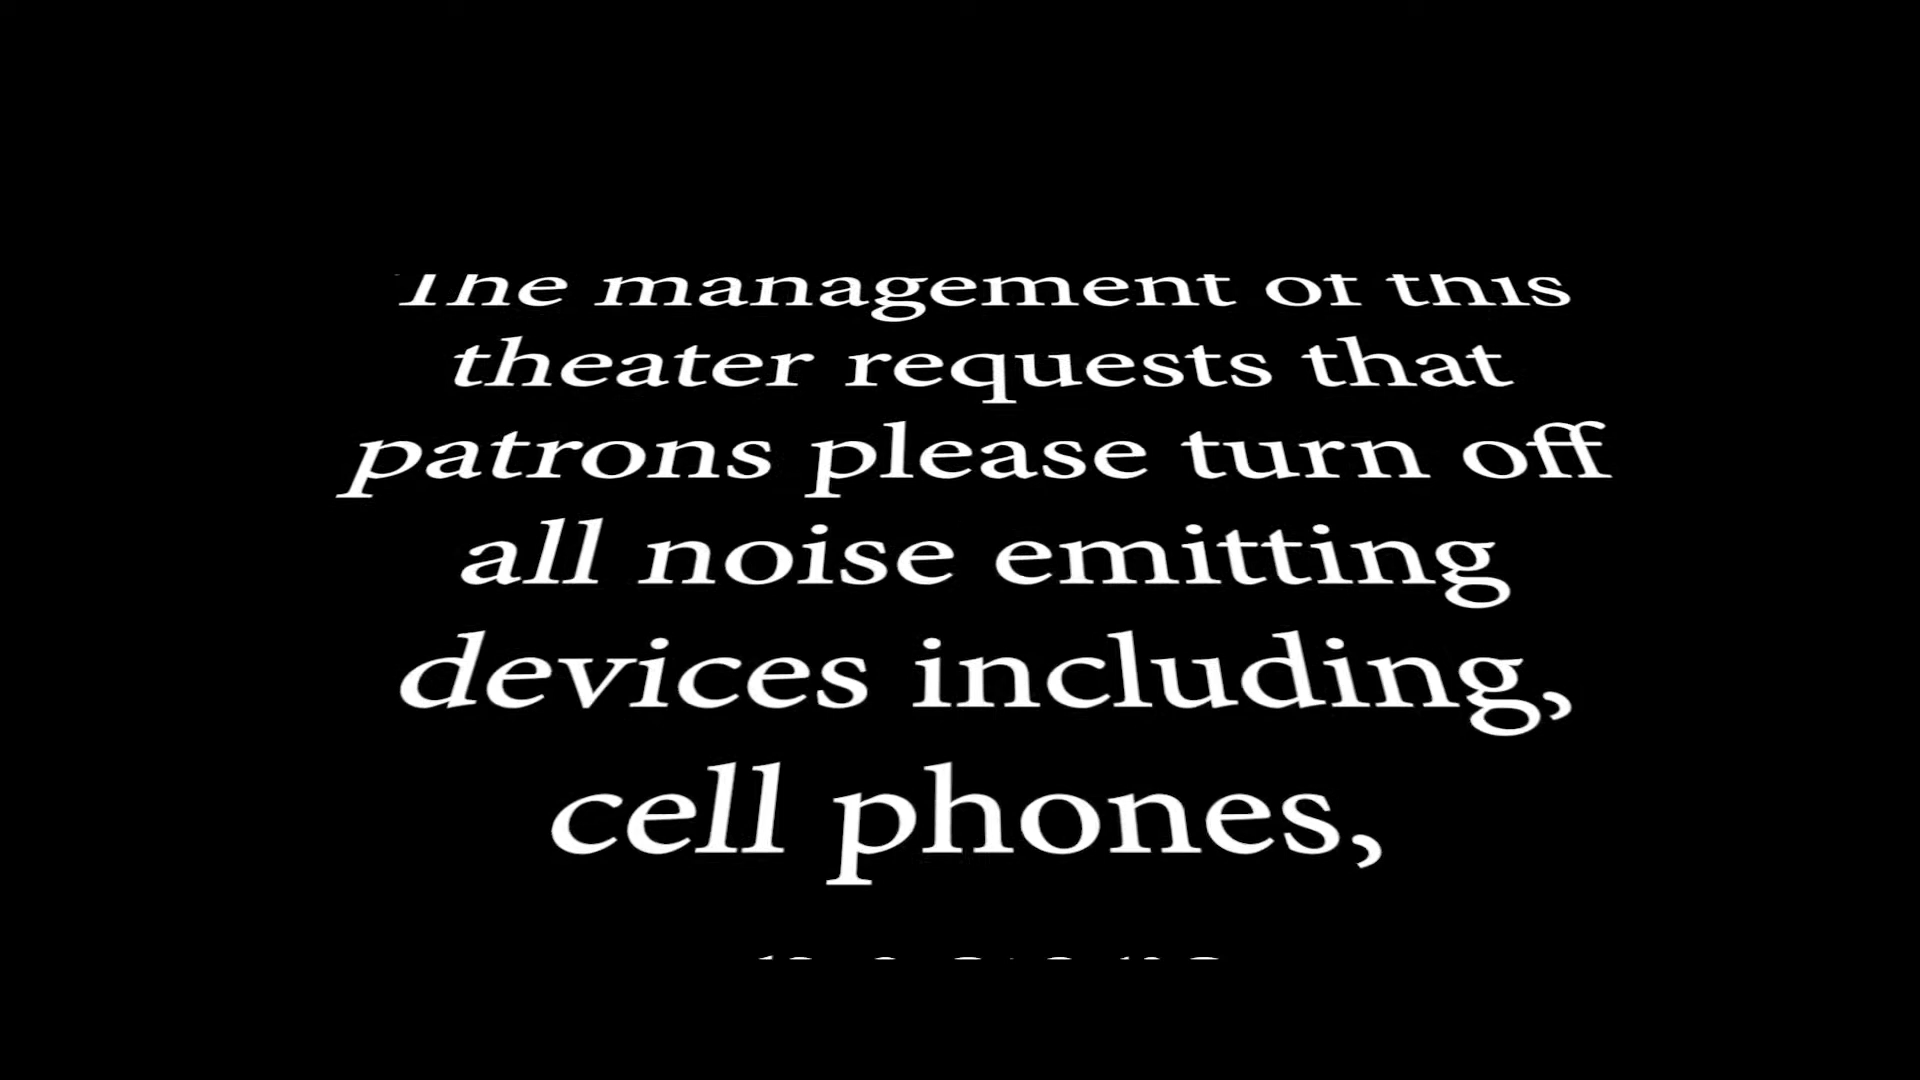 The management of this
theater requests that
patrons please turn off
all noise emitting
devices including,
cell phones,